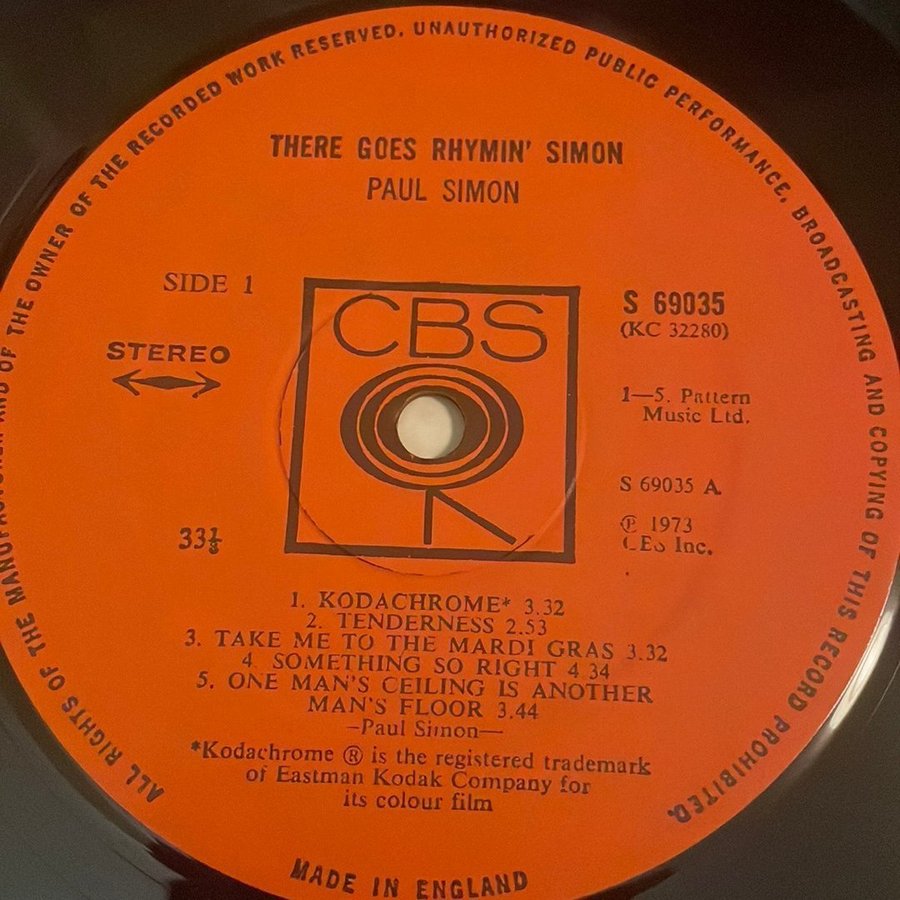 ALL RIGHTS OF THE MANUFACTURER AND OF THE OWNER OF THE RECORDED WORK RESERVED. UNAUTHORIZED PUBLIC PERFORMANCE, BROADCASTING AND COPYING OF THIS RECORD PROHIBITED.
THERE GOES RHYMIN' SIMON
PAUL SIMON
SIDE 1
STEREO
33⅓
CBS
S 69035
(KC 32280)
1—5. Pattern
Music Ltd.
S 69035 A
℗ 1973
CBS Inc.
1. KODACHROME* 3.32
2. TENDERNESS 2.53
3. TAKE ME TO THE MARDI GRAS 3.32
4. SOMETHING SO RIGHT 4 34
5. ONE MAN'S CEILING IS ANOTHER
MAN'S FLOOR 3.44
—Paul Simon—
*Kodachrome ® is the registered trademark
of Eastman Kodak Company for
its colour film
MADE IN ENGLAND